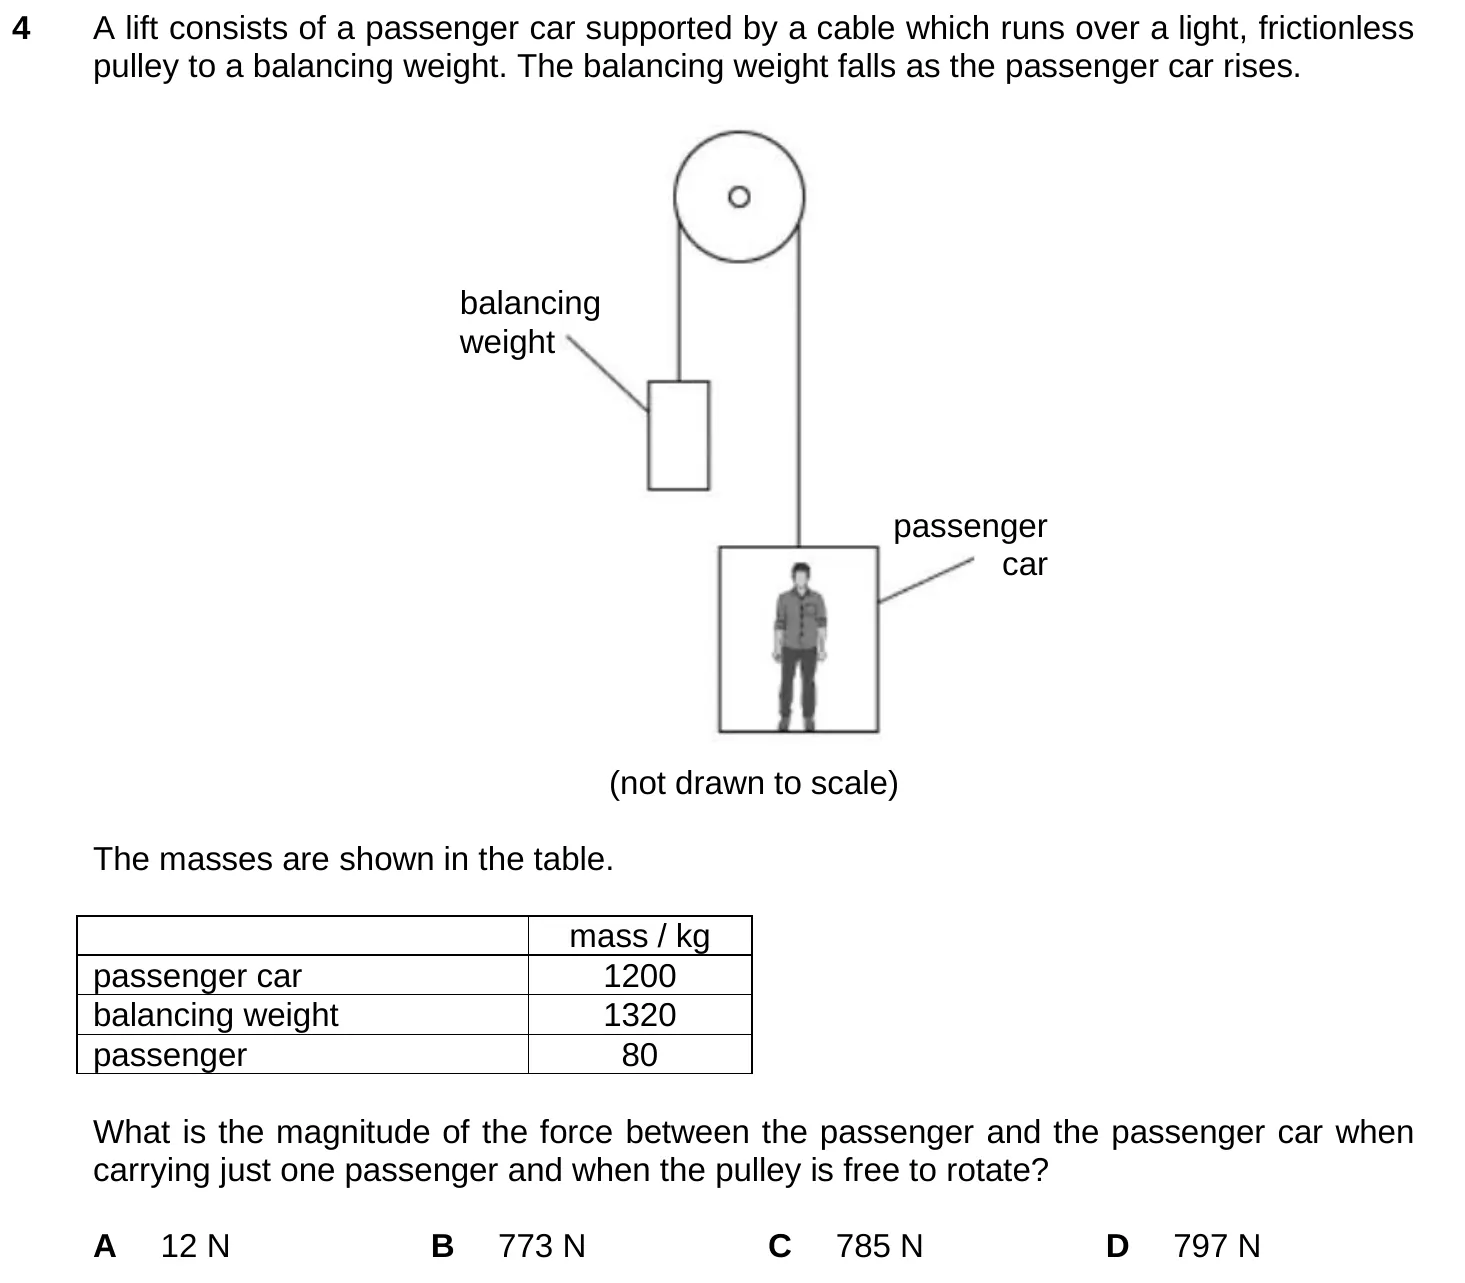 4 A lift consists of a passenger car supported by a cable which runs over a light, frictionless
pulley to a balancing weight. The balancing weight falls as the passenger car rises.
balancing
weight
passenger
car
(not drawn to scale)
The masses are shown in the table.
mass / kg
passenger car 1200
balancing weight 1320
passenger 80
What is the magnitude of the force between the passenger and the passenger car when
carrying just one passenger and when the pulley is free to rotate?
A 12 N B 773 N C 785 N D 797 N